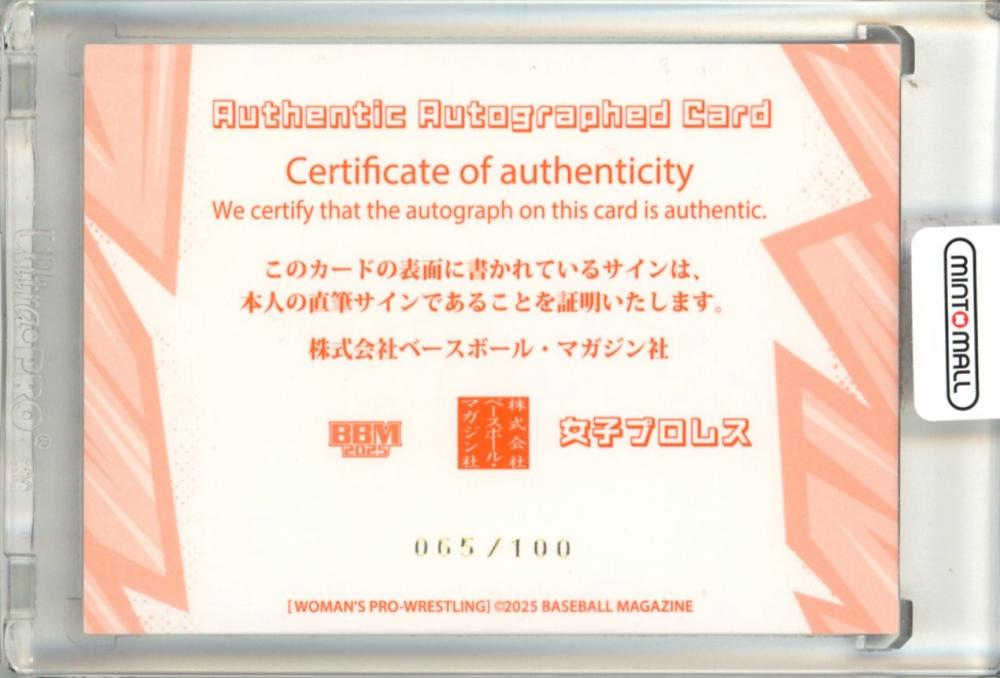 Authentic Autographed Card
Certificate of authenticity
We certify that the autograph on this card is authentic.
このカードの表面に書かれているサインは、
本人の直筆サインであることを証明いたします。
株式会社ベースボール・マガジン社
BBM
2025
株式会社
ベースボール・
マガジン社
女子プロレス
065/100
[WOMAN'S PRO-WRESTLING] ©2025 BASEBALL MAGAZINE
MINT MALL
Ultra•PRO®